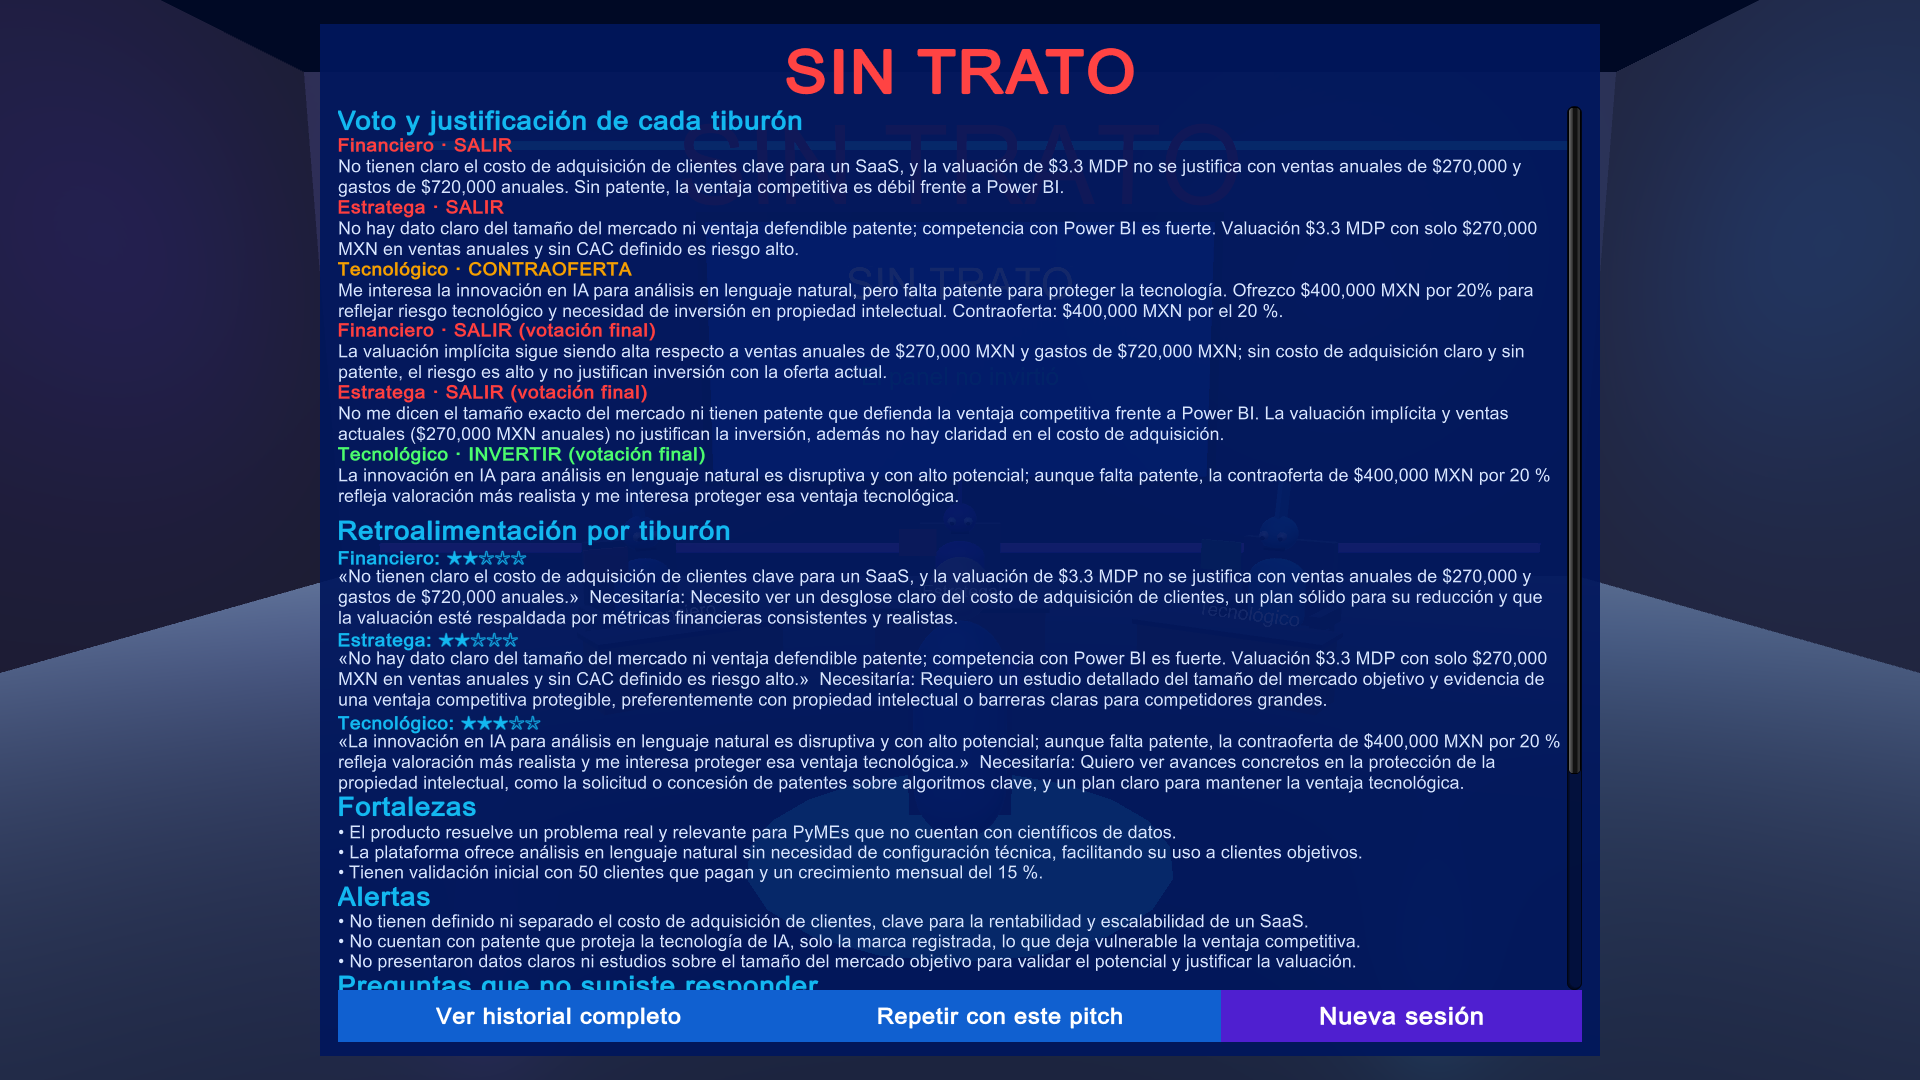 SIN TRATO
Voto y justificación de cada tiburón
Financiero · SALIR
No tienen claro el costo de adquisición de clientes clave para un SaaS, y la valuación de $3.3 MDP no se justifica con ventas anuales de $270,000 y
gastos de $720,000 anuales. Sin patente, la ventaja competitiva es débil frente a Power BI.
Estratega · SALIR
No hay dato claro del tamaño del mercado ni ventaja defendible patente; competencia con Power BI es fuerte. Valuación $3.3 MDP con solo $270,000
MXN en ventas anuales y sin CAC definido es riesgo alto.
Tecnológico · CONTRAOFERTA
Me interesa la innovación en IA para análisis en lenguaje natural, pero falta patente para proteger la tecnología. Ofrezco $400,000 MXN por 20% para
reflejar riesgo tecnológico y necesidad de inversión en propiedad intelectual. Contraoferta: $400,000 MXN por el 20 %.
Financiero · SALIR (votación final)
La valuación implícita sigue siendo alta respecto a ventas anuales de $270,000 MXN y gastos de $720,000 MXN; sin costo de adquisición claro y sin
patente, el riesgo es alto y no justifican inversión con la oferta actual.
Estratega · SALIR (votación final)
No me dicen el tamaño exacto del mercado ni tienen patente que defienda la ventaja competitiva frente a Power BI. La valuación implícita y ventas
actuales ($270,000 MXN anuales) no justifican la inversión, además no hay claridad en el costo de adquisición.
Tecnológico · INVERTIR (votación final)
La innovación en IA para análisis en lenguaje natural es disruptiva y con alto potencial; aunque falta patente, la contraoferta de $400,000 MXN por 20 %
refleja valoración más realista y me interesa proteger esa ventaja tecnológica.
Retroalimentación por tiburón
Financiero: ★★☆☆☆
«No tienen claro el costo de adquisición de clientes clave para un SaaS, y la valuación de $3.3 MDP no se justifica con ventas anuales de $270,000 y
gastos de $720,000 anuales.» Necesitaría: Necesito ver un desglose claro del costo de adquisición de clientes, un plan sólido para su reducción y que
la valuación esté respaldada por métricas financieras consistentes y realistas.
Estratega: ★★☆☆☆
«No hay dato claro del tamaño del mercado ni ventaja defendible patente; competencia con Power BI es fuerte. Valuación $3.3 MDP con solo $270,000
MXN en ventas anuales y sin CAC definido es riesgo alto.» Necesitaría: Requiero un estudio detallado del tamaño del mercado objetivo y evidencia de
una ventaja competitiva protegible, preferentemente con propiedad intelectual o barreras claras para competidores grandes.
Tecnológico: ★★★☆☆
«La innovación en IA para análisis en lenguaje natural es disruptiva y con alto potencial; aunque falta patente, la contraoferta de $400,000 MXN por 20 %
refleja valoración más realista y me interesa proteger esa ventaja tecnológica.» Necesitaría: Quiero ver avances concretos en la protección de la
propiedad intelectual, como la solicitud o concesión de patentes sobre algoritmos clave, y un plan claro para mantener la ventaja tecnológica.
Fortalezas
• El producto resuelve un problema real y relevante para PyMEs que no cuentan con científicos de datos.
• La plataforma ofrece análisis en lenguaje natural sin necesidad de configuración técnica, facilitando su uso a clientes objetivos.
• Tienen validación inicial con 50 clientes que pagan y un crecimiento mensual del 15 %.
Alertas
• No tienen definido ni separado el costo de adquisición de clientes, clave para la rentabilidad y escalabilidad de un SaaS.
• No cuentan con patente que proteja la tecnología de IA, solo la marca registrada, lo que deja vulnerable la ventaja competitiva.
• No presentaron datos claros ni estudios sobre el tamaño del mercado objetivo para validar el potencial y justificar la valuación.
Preguntas que no supiste responder
Ver historial completo
Repetir con este pitch
Nueva sesión
SIN TRATO
SIN TRATO
Tecnológico